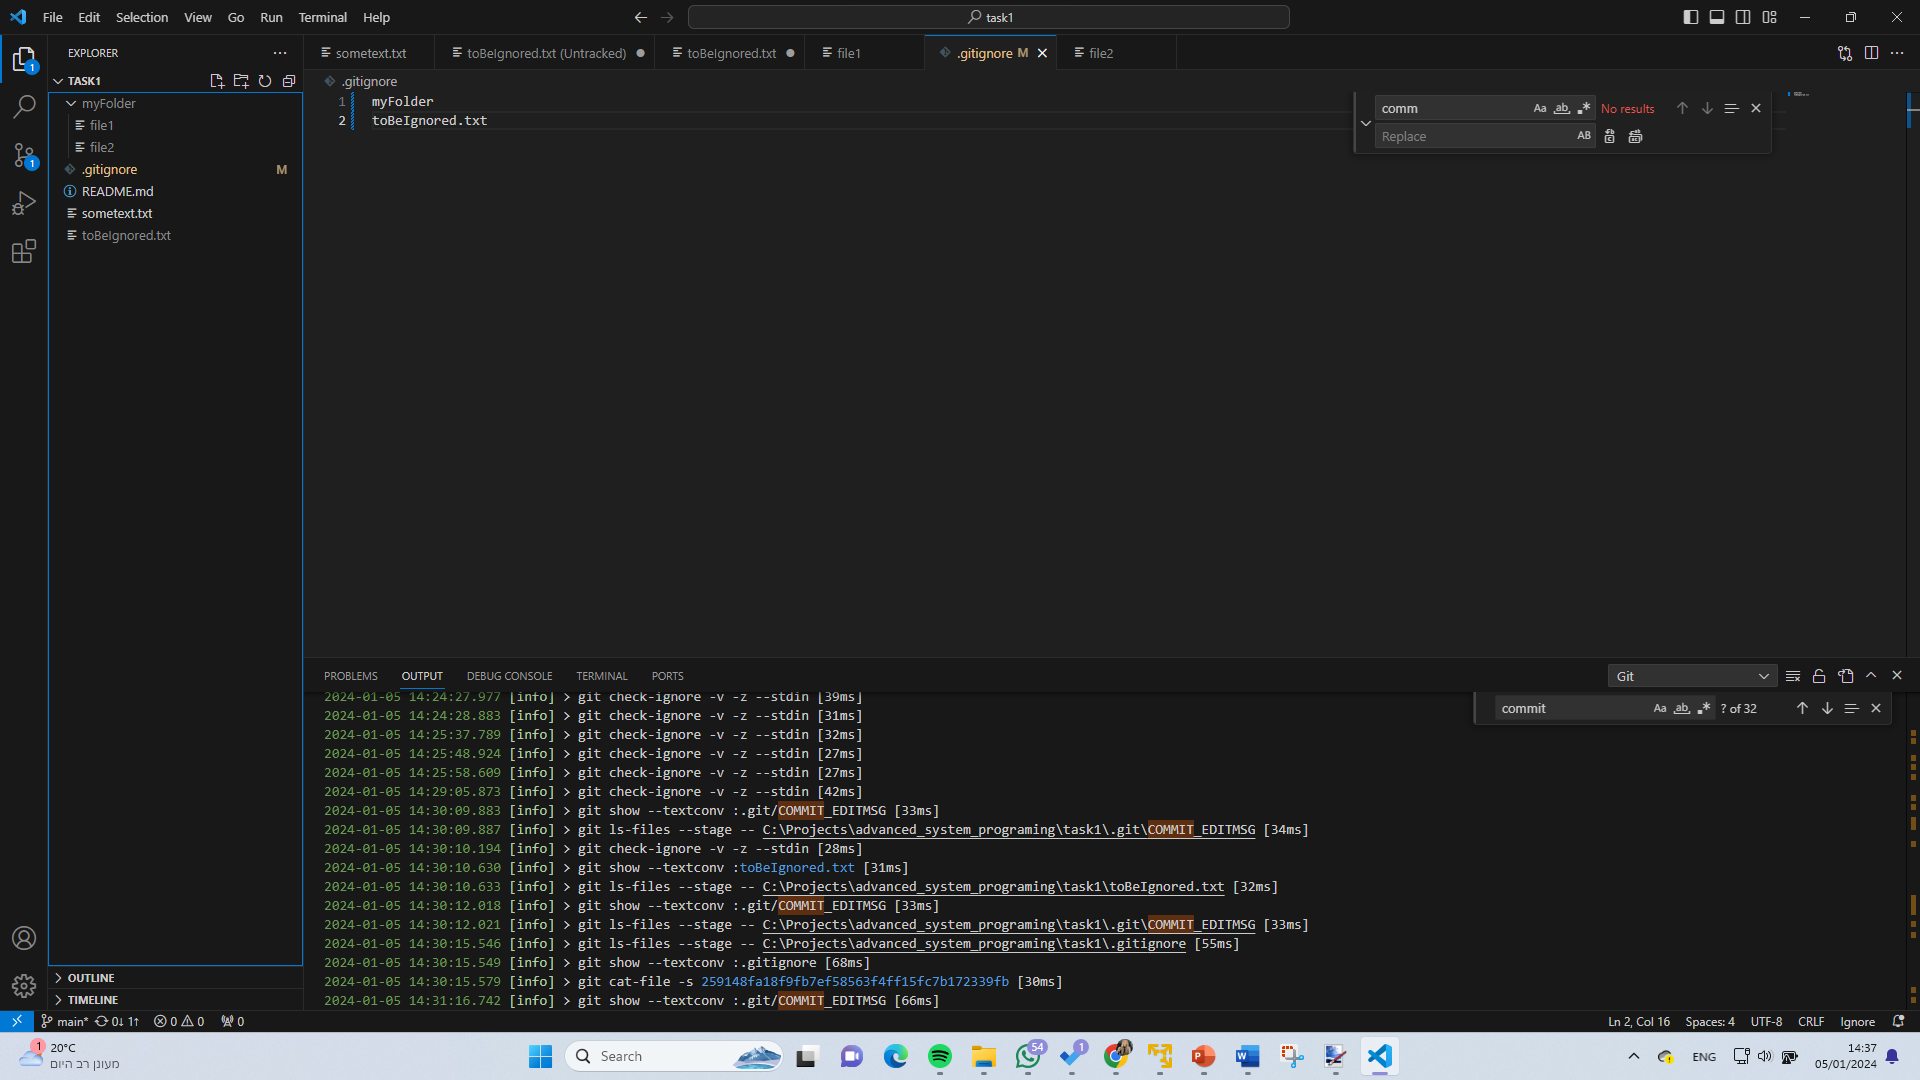 File Edit Selection View Go Run Terminal Help
task1
EXPLORER
TASK1
myFolder
file1
file2
.gitignore M
README.md
sometext.txt
toBeIgnored.txt
OUTLINE
TIMELINE
1
1
sometext.txt
toBeIgnored.txt (Untracked)
toBeIgnored.txt
file1
.gitignore M
file2
.gitignore
1 myFolder
2 toBeIgnored.txt
comm Aa ab .* No results
Replace AB
PROBLEMS OUTPUT DEBUG CONSOLE TERMINAL PORTS
Git
commit Aa ab .* ? of 32
2024-01-05 14:24:27.977 [info] > git check-ignore -v -z --stdin [39ms]
2024-01-05 14:24:28.883 [info] > git check-ignore -v -z --stdin [31ms]
2024-01-05 14:25:37.789 [info] > git check-ignore -v -z --stdin [32ms]
2024-01-05 14:25:48.924 [info] > git check-ignore -v -z --stdin [27ms]
2024-01-05 14:25:58.609 [info] > git check-ignore -v -z --stdin [27ms]
2024-01-05 14:29:05.873 [info] > git check-ignore -v -z --stdin [42ms]
2024-01-05 14:30:09.883 [info] > git show --textconv :.git/COMMIT_EDITMSG [33ms]
2024-01-05 14:30:09.887 [info] > git ls-files --stage -- C:\Projects\advanced_system_programing\task1\.git\COMMIT_EDITMSG [34ms]
2024-01-05 14:30:10.194 [info] > git check-ignore -v -z --stdin [28ms]
2024-01-05 14:30:10.630 [info] > git show --textconv :toBeIgnored.txt [31ms]
2024-01-05 14:30:10.633 [info] > git ls-files --stage -- C:\Projects\advanced_system_programing\task1\toBeIgnored.txt [32ms]
2024-01-05 14:30:12.018 [info] > git show --textconv :.git/COMMIT_EDITMSG [33ms]
2024-01-05 14:30:12.021 [info] > git ls-files --stage -- C:\Projects\advanced_system_programing\task1\.git\COMMIT_EDITMSG [33ms]
2024-01-05 14:30:15.546 [info] > git ls-files --stage -- C:\Projects\advanced_system_programing\task1\.gitignore [55ms]
2024-01-05 14:30:15.549 [info] > git show --textconv :.gitignore [68ms]
2024-01-05 14:30:15.579 [info] > git cat-file -s 259148fa18f9fb7ef58563f4ff15fc7b172339fb [30ms]
2024-01-05 14:31:16.742 [info] > git show --textconv :.git/COMMIT_EDITMSG [66ms]
main* 0↓ 1↑ 0 0 0
Ln 2, Col 16 Spaces: 4 UTF-8 CRLF Ignore
1
20°C
מעונן רב היום
Search
54
1
ENG
14:37
05/01/2024